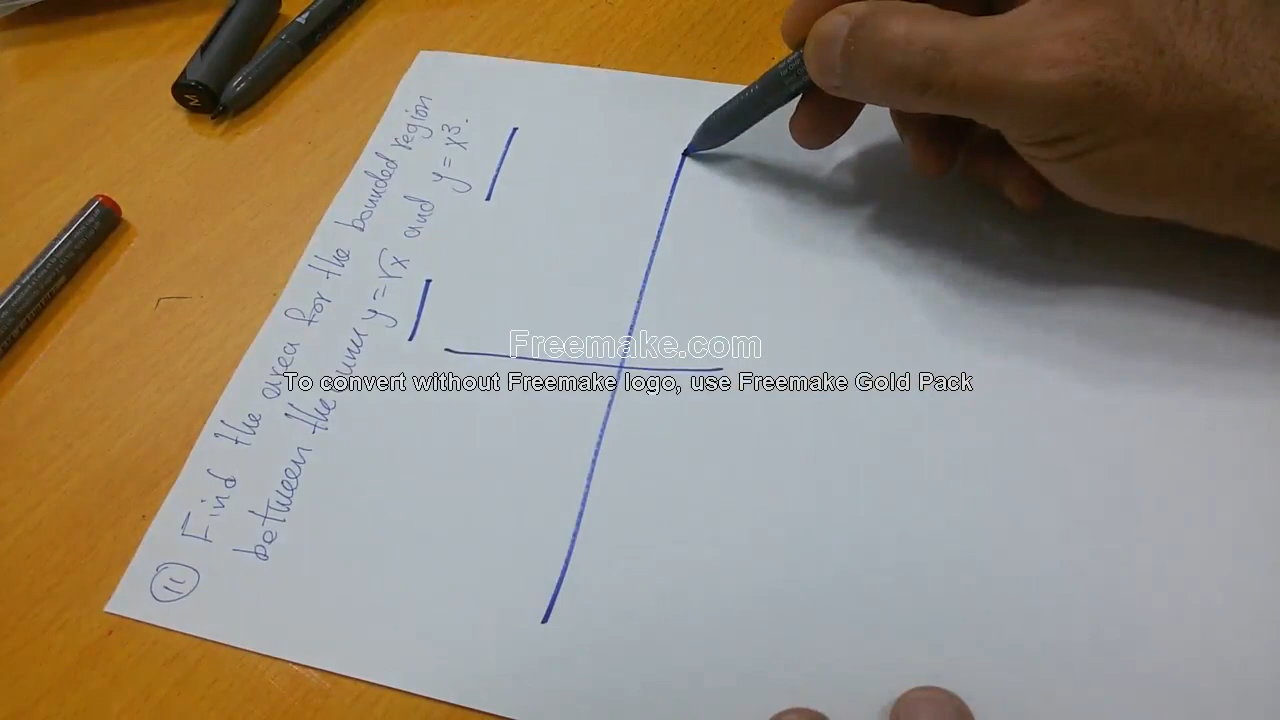 11 Find the area for the bounded region
between the curve y = √x and y = x3.
Freemake.com
To convert without Freemake logo, use Freemake Gold Pack
M